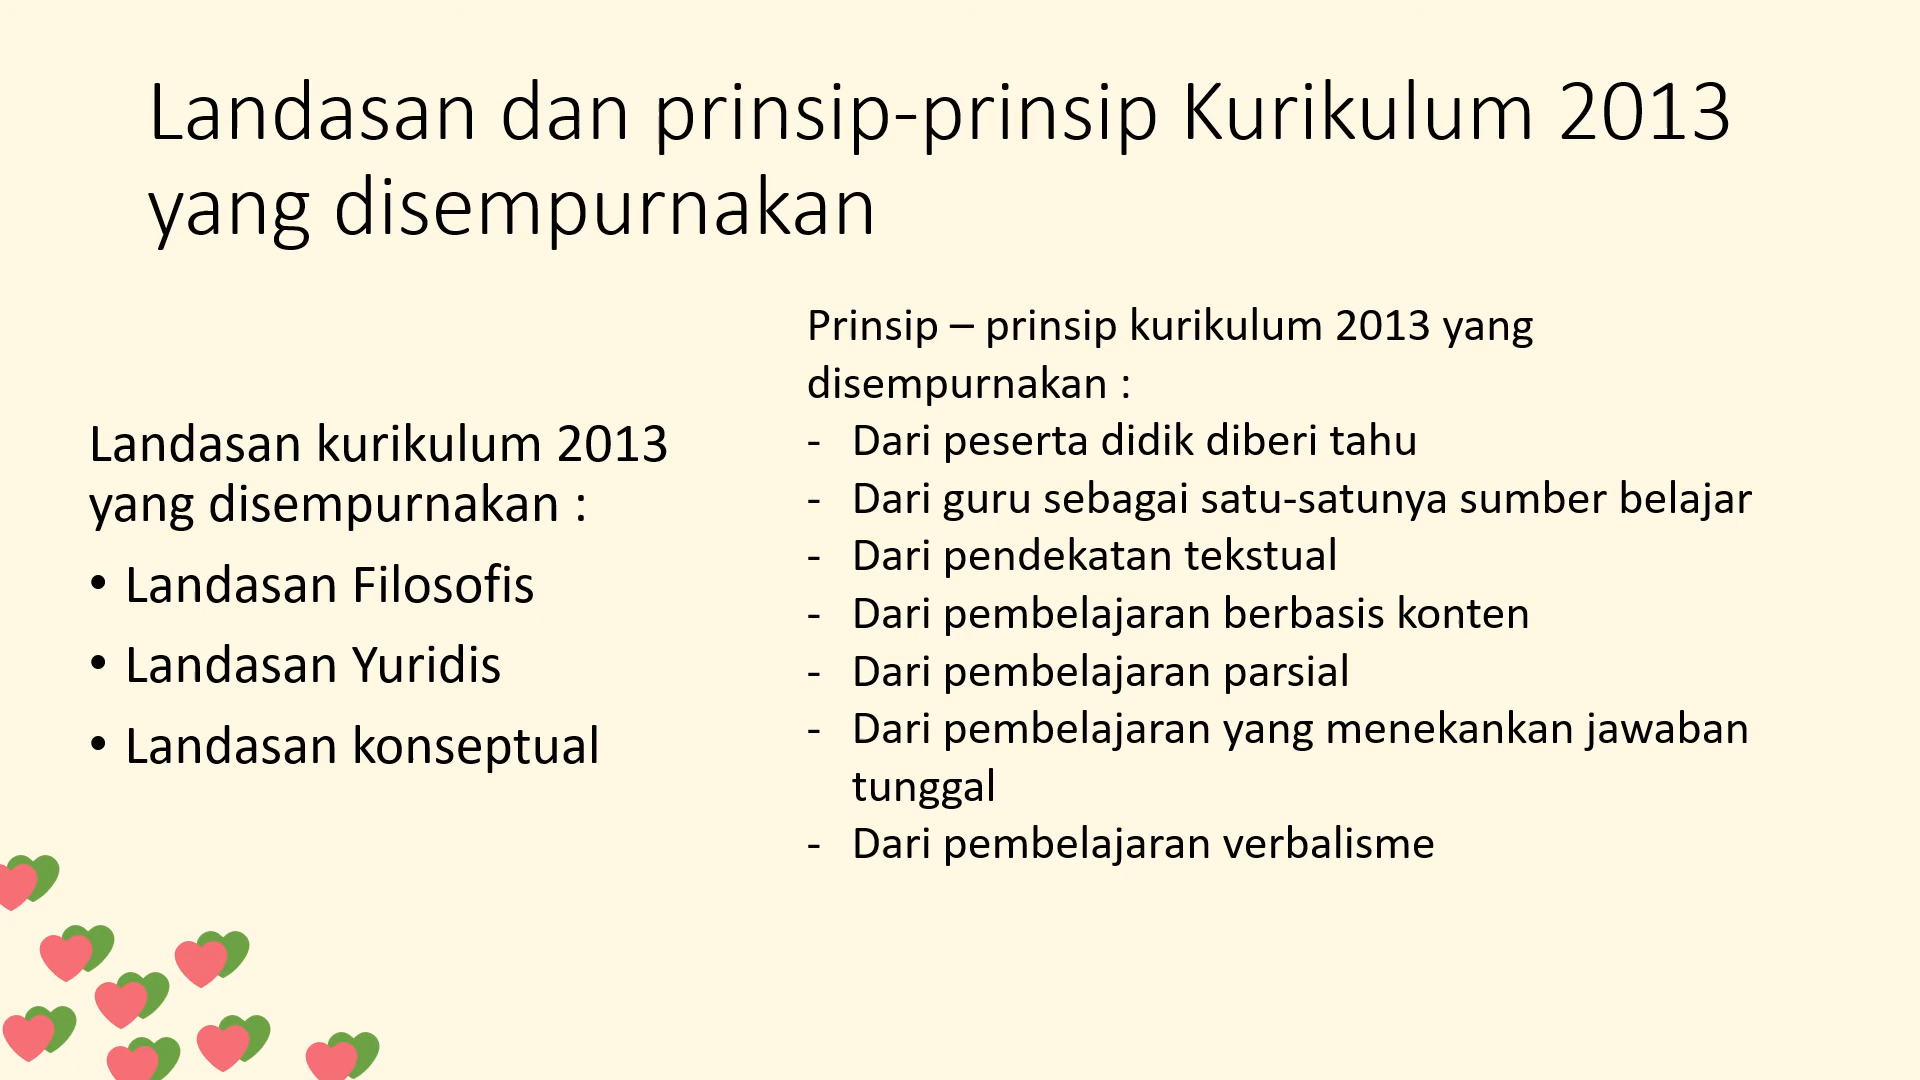 Landasan dan prinsip-prinsip Kurikulum 2013
yang disempurnakan
Landasan kurikulum 2013
yang disempurnakan :
• Landasan Filosofis
• Landasan Yuridis
• Landasan konseptual
Prinsip – prinsip kurikulum 2013 yang
disempurnakan :
- Dari peserta didik diberi tahu
- Dari guru sebagai satu-satunya sumber belajar
- Dari pendekatan tekstual
- Dari pembelajaran berbasis konten
- Dari pembelajaran parsial
- Dari pembelajaran yang menekankan jawaban
tunggal
- Dari pembelajaran verbalisme